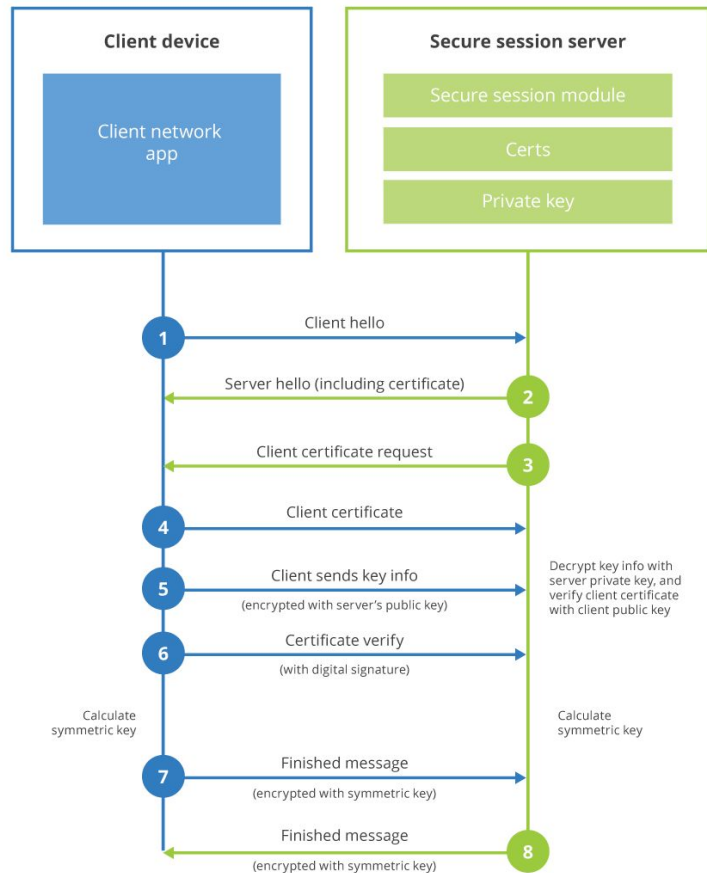 Client device
Secure session server
Client network
app
Secure session module
Certs
Private key
1
Client hello
Server hello (including certificate)
2
Client certificate request
3
4
Client certificate
5
Client sends key info
(encrypted with server’s public key)
Decrypt key info with
server private key, and
verify client certificate
with client public key
6
Certificate verify
(with digital signature)
Calculate
symmetric key
Calculate
symmetric key
7
Finished message
(encrypted with symmetric key)
Finished message
(encrypted with symmetric key)
8